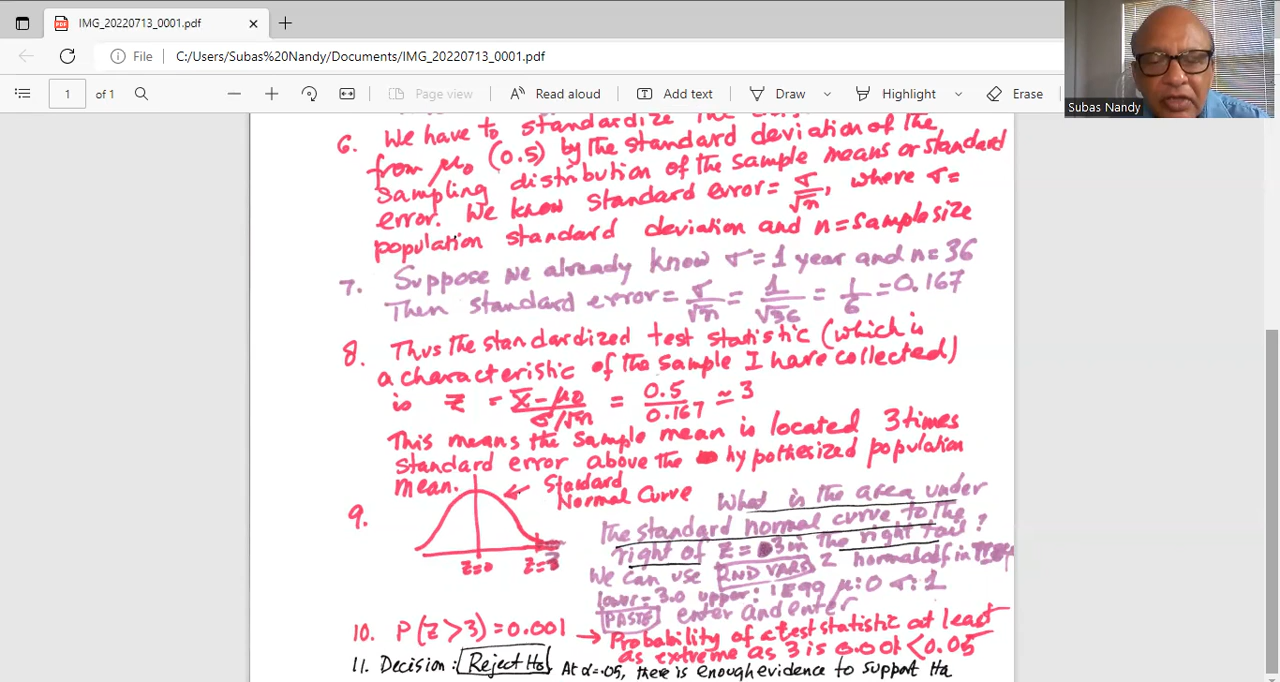 IMG_20220713_0001.pdf
File C:/Users/Subas%20Nandy/Documents/IMG_20220713_0001.pdf
1 of 1 Page view Read aloud Add text Draw Highlight Erase
Subas Nandy
6. We have to standardize the
from μ0 (0.5) by the standard deviation of the
sampling distribution of the sample means or standard
error. We know standard error = σ/√n, where σ =
population standard deviation and n = sample size
7. Suppose we already know σ = 1 year and n = 36
Then standard error = σ/√n = 1/√36 = 1/6 = 0.167
8. Thus the standardized test statistic (which is
a characteristic of the sample I have collected)
is z = x̄ - μ0 / σ/√n = 0.5/0.167 ≃ 3
This means the sample mean is located 3 times
standard error above the hypothesized population
mean.
9. Standard
Normal Curve
z=0 z=3
What is the area under
the standard normal curve to the
right of z = 3 in the right tail?
We can use RND VARS 2 normalcdf in
lower = 3.0 upper: 1E99 μ:0 σ:1
PASTE enter and enter
10. P(z > 3) = 0.001 → Probability of a test statistic at least
as extreme as 3 is 0.001 < 0.05
11. Decision: Reject H0 At α = .05, there is enough evidence to support Ha